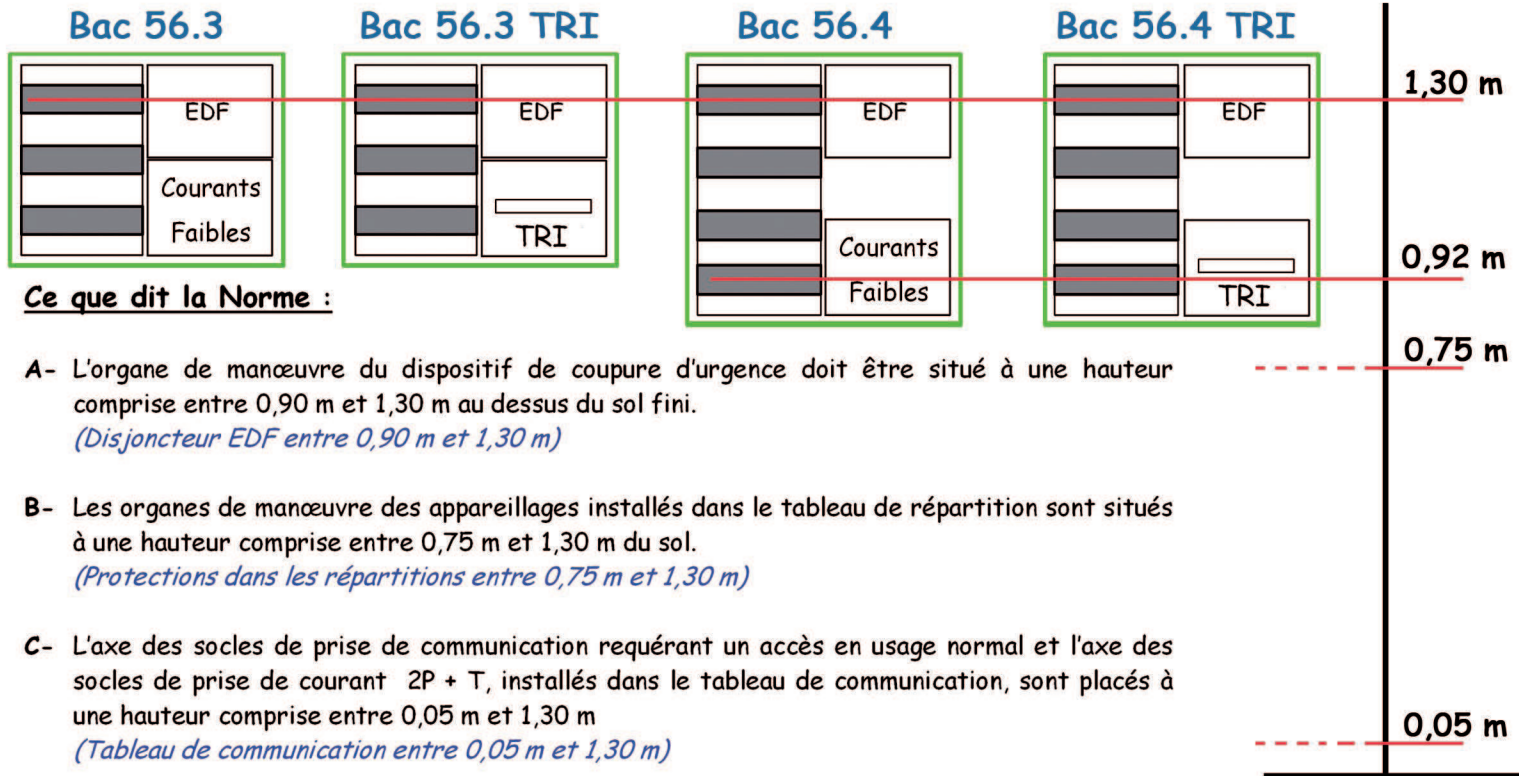 Bac 56.3
Bac 56.3 TRI
Bac 56.4
Bac 56.4 TRI
EDF
Courants
Faibles
EDF
TRI
EDF
Courants
Faibles
EDF
TRI
1,30 m
0,92 m
0,75 m
0,05 m
Ce que dit la Norme :
A- L'organe de manœuvre du dispositif de coupure d'urgence doit être situé à une hauteur
comprise entre 0,90 m et 1,30 m au dessus du sol fini.
(Disjoncteur EDF entre 0,90 m et 1,30 m)
B- Les organes de manœuvre des appareillages installés dans le tableau de répartition sont situés
à une hauteur comprise entre 0,75 m et 1,30 m du sol.
(Protections dans les répartitions entre 0,75 m et 1,30 m)
C- L'axe des socles de prise de communication requérant un accès en usage normal et l'axe des
socles de prise de courant 2P + T, installés dans le tableau de communication, sont placés à
une hauteur comprise entre 0,05 m et 1,30 m
(Tableau de communication entre 0,05 m et 1,30 m)